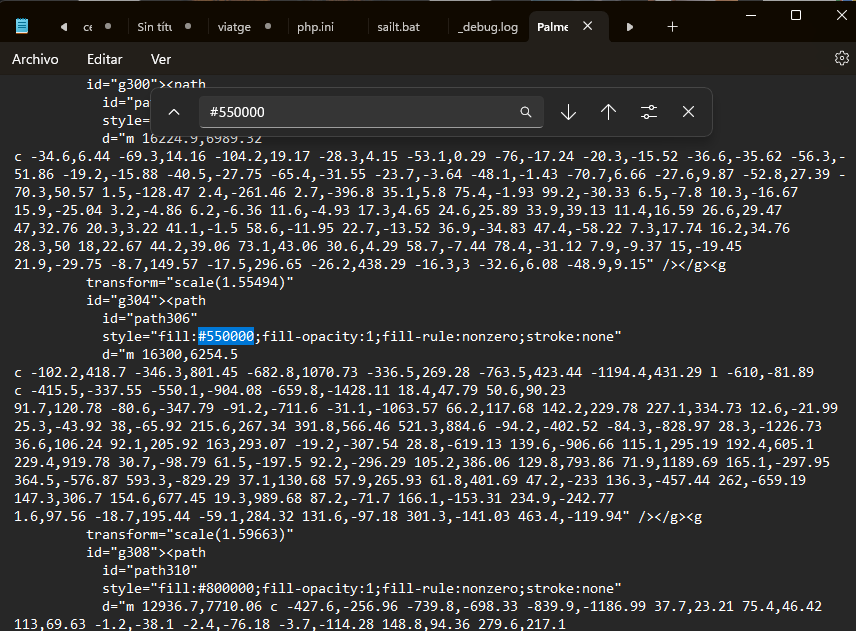 ce
Sin títu
viatge
php.ini
sailt.bat
_debug.log
Palme
Archivo
Editar
Ver
id="g300"><path
id="pa
style=
d="m 16224.9,6989.32
#550000
c -34.6,6.44 -69.3,14.16 -104.2,19.17 -28.3,4.15 -53.1,0.29 -76,-17.24 -20.3,-15.52 -36.6,-35.62 -56.3,-
51.86 -19.2,-15.88 -40.5,-27.75 -65.4,-31.55 -23.7,-3.64 -48.1,-1.43 -70.7,6.66 -27.6,9.87 -52.8,27.39 -
70.3,50.57 1.5,-128.47 2.4,-261.46 2.7,-396.8 35.1,5.8 75.4,-1.93 99.2,-30.33 6.5,-7.8 10.3,-16.67
15.9,-25.04 3.2,-4.86 6.2,-6.36 11.6,-4.93 17.3,4.65 24.6,25.89 33.9,39.13 11.4,16.59 26.6,29.47
47,32.76 20.3,3.22 41.1,-1.5 58.6,-11.95 22.7,-13.52 36.9,-34.83 47.4,-58.22 7.3,17.74 16.2,34.76
28.3,50 18,22.67 44.2,39.06 73.1,43.06 30.6,4.29 58.7,-7.44 78.4,-31.12 7.9,-9.37 15,-19.45
21.9,-29.75 -8.7,149.57 -17.5,296.65 -26.2,438.29 -16.3,3 -32.6,6.08 -48.9,9.15" /></g><g
transform="scale(1.55494)"
id="g304"><path
id="path306"
style="fill:#550000;fill-opacity:1;fill-rule:nonzero;stroke:none"
d="m 16300,6254.5
c -102.2,418.7 -346.3,801.45 -682.8,1070.73 -336.5,269.28 -763.5,423.44 -1194.4,431.29 l -610,-81.89
c -415.5,-337.55 -550.1,-904.08 -659.8,-1428.11 18.4,47.79 50.6,90.23
91.7,120.78 -80.6,-347.79 -91.2,-711.6 -31.1,-1063.57 66.2,117.68 142.2,229.78 227.1,334.73 12.6,-21.99
25.3,-43.92 38,-65.92 215.6,267.34 391.8,566.46 521.3,884.6 -94.2,-402.52 -84.3,-828.97 28.3,-1226.73
36.6,106.24 92.1,205.92 163,293.07 -19.2,-307.54 28.8,-619.13 139.6,-906.66 115.1,295.19 192.4,605.1
229.4,919.78 30.7,-98.79 61.5,-197.5 92.2,-296.29 105.2,386.06 129.8,793.86 71.9,1189.69 165.1,-297.95
364.5,-576.87 593.3,-829.29 37.1,130.68 57.9,265.93 61.8,401.69 47.2,-233 136.3,-457.44 262,-659.19
147.3,306.7 154.6,677.45 19.3,989.68 87.2,-71.7 166.1,-153.31 234.9,-242.77
1.6,97.56 -18.7,195.44 -59.1,284.32 131.6,-97.18 301.3,-141.03 463.4,-119.94" /></g><g
transform="scale(1.59663)"
id="g308"><path
id="path310"
style="fill:#800000;fill-opacity:1;fill-rule:nonzero;stroke:none"
d="m 12936.7,7710.06 c -427.6,-256.96 -739.8,-698.33 -839.9,-1186.99 37.7,23.21 75.4,46.42
113,69.63 -1.2,-38.1 -2.4,-76.18 -3.7,-114.28 148.8,94.36 279.6,217.1